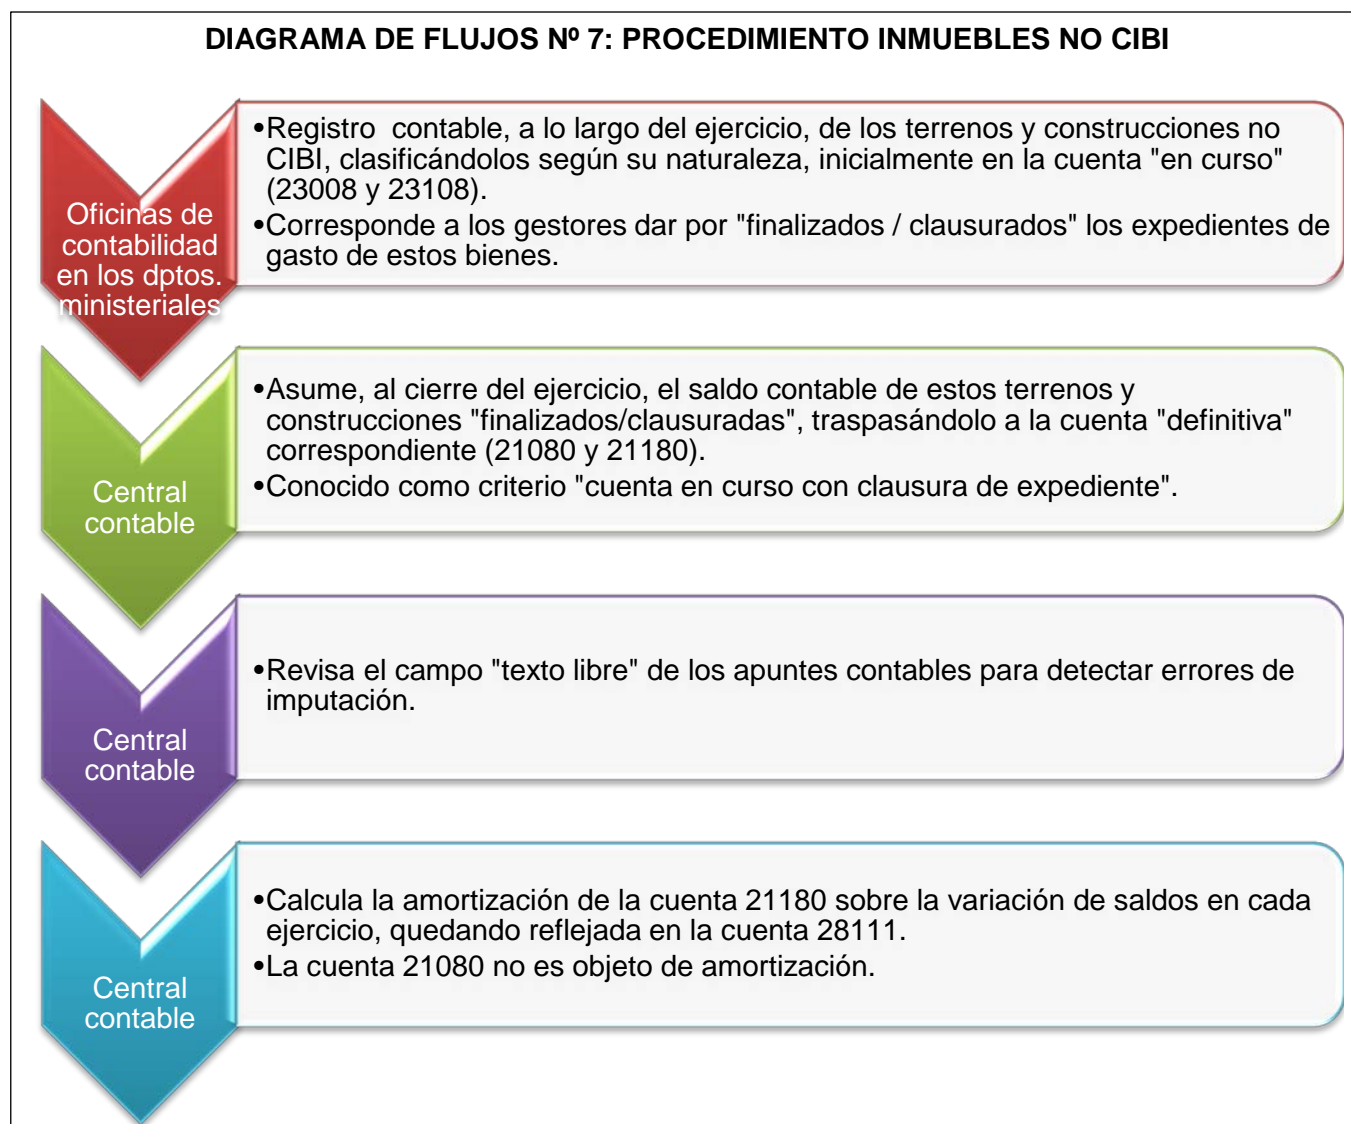 DIAGRAMA DE FLUJOS Nº 7: PROCEDIMIENTO INMUEBLES NO CIBI
Oficinas de
contabilidad
en los dptos.
ministeriales
•Registro  contable, a lo largo del ejercicio, de los terrenos y construcciones no
CIBI, clasificándolos según su naturaleza, inicialmente en la cuenta "en curso"
(23008 y 23108).
•Corresponde a los gestores dar por "finalizados / clausurados" los expedientes de
gasto de estos bienes.
Central
contable
•Asume, al cierre del ejercicio, el saldo contable de estos terrenos y
construcciones "finalizados/clausuradas", traspasándolo a la cuenta "definitiva"
correspondiente (21080 y 21180).
•Conocido como criterio "cuenta en curso con clausura de expediente".
Central
contable
•Revisa el campo "texto libre" de los apuntes contables para detectar errores de
imputación.
Central
contable
•Calcula la amortización de la cuenta 21180 sobre la variación de saldos en cada
ejercicio, quedando reflejada en la cuenta 28111.
•La cuenta 21080 no es objeto de amortización.